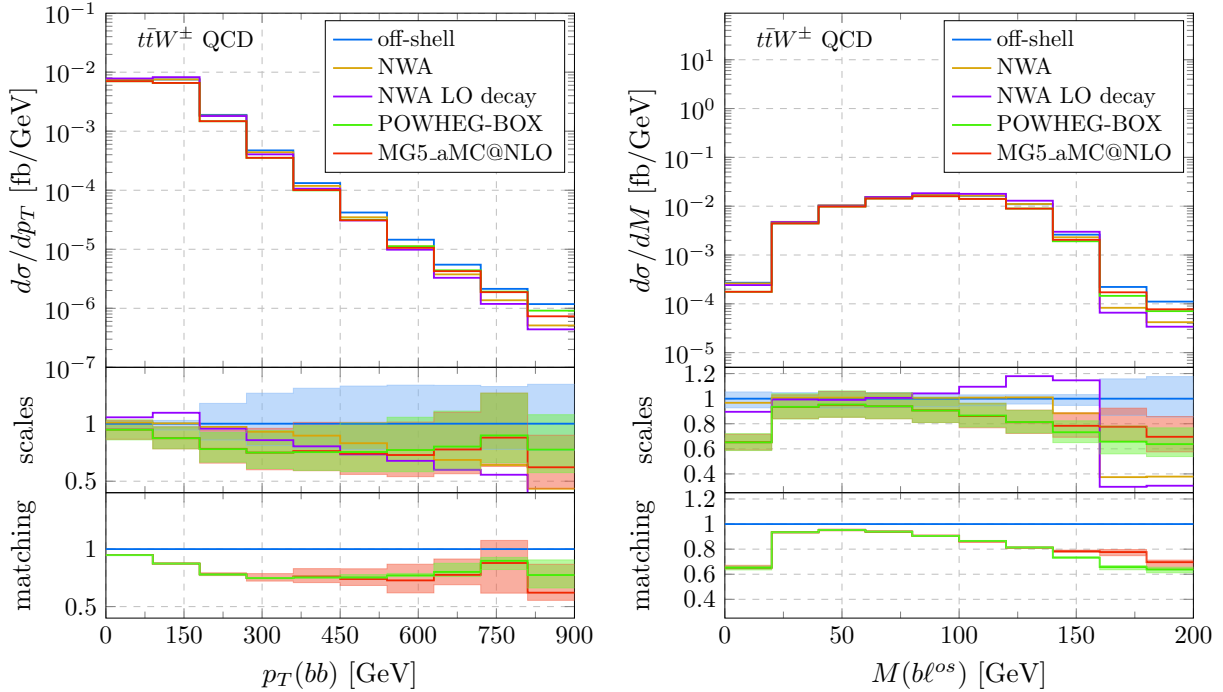 tt̄W± QCD
off-shell
NWA
NWA LO decay
POWHEG-BOX
MG5_aMC@NLO
dσ/dp_T [fb/GeV]
10⁻¹
10⁻²
10⁻³
10⁻⁴
10⁻⁵
10⁻⁶
10⁻⁷
scales
1
0.5
matching
1
0.5
0 150 300 450 600 750 900
p_T(bb) [GeV]
tt̄W± QCD
off-shell
NWA
NWA LO decay
POWHEG-BOX
MG5_aMC@NLO
dσ/dM [fb/GeV]
10¹
10⁰
10⁻¹
10⁻²
10⁻³
10⁻⁴
10⁻⁵
scales
1.2
1
0.8
0.6
0.4
matching
1.2
1
0.8
0.6
0.4
0 50 100 150 200
M(bℓ^os) [GeV]